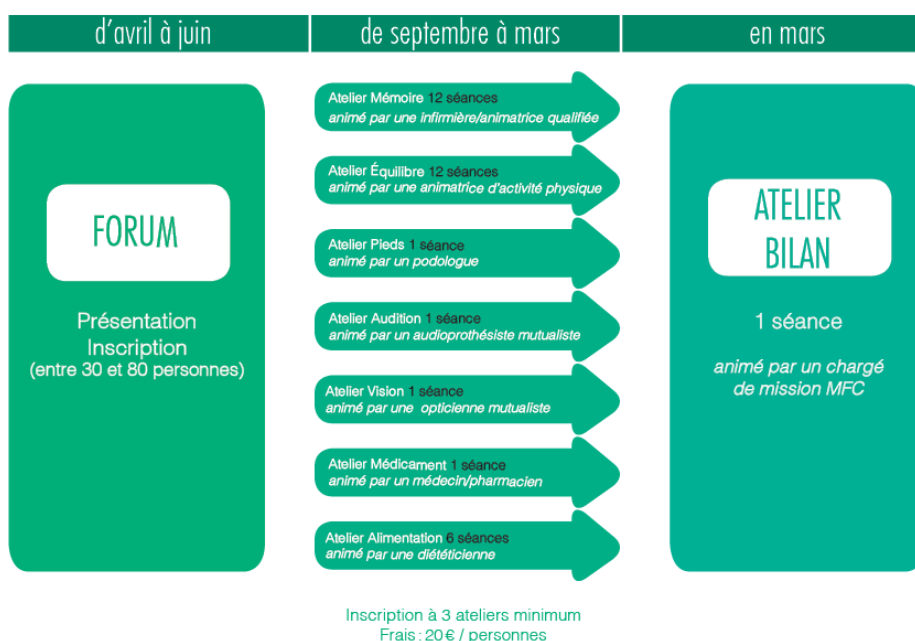 d'avril à juin
de septembre à mars
en mars
FORUM
Présentation
Inscription
(entre 30 et 80 personnes)
Atelier Mémoire 12 séances
animé par une infirmière/animatrice qualifiée
Atelier Équilibre 12 séances
animé par une animatrice d'activité physique
Atelier Pieds 1 séance
animé par un podologue
Atelier Audition 1 séance
animé par un audioprothésiste mutualiste
Atelier Vision 1 séance
animé par une opticienne mutualiste
Atelier Médicament 1 séance
animé par un médecin/pharmacien
Atelier Alimentation 6 séances
animé par une diététicienne
ATELIER
BILAN
1 séance
animé par un chargé
de mission MFC
Inscription à 3 ateliers minimum
Frais : 20 € / personnes